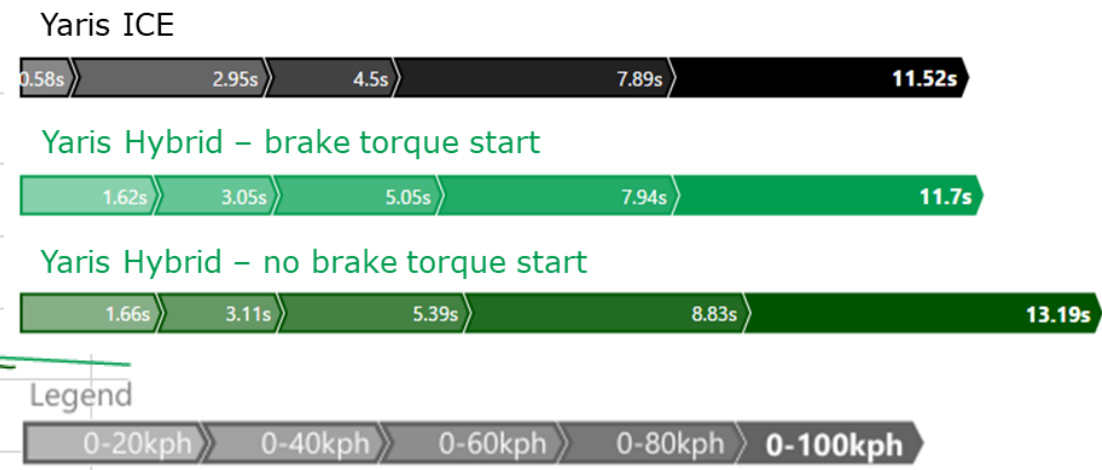 Yaris ICE
0.58s 2.95s 4.5s 7.89s 11.52s
Yaris Hybrid – brake torque start
1.62s 3.05s 5.05s 7.94s 11.7s
Yaris Hybrid – no brake torque start
1.66s 3.11s 5.39s 8.83s 13.19s
Legend
0-20kph 0-40kph 0-60kph 0-80kph 0-100kph